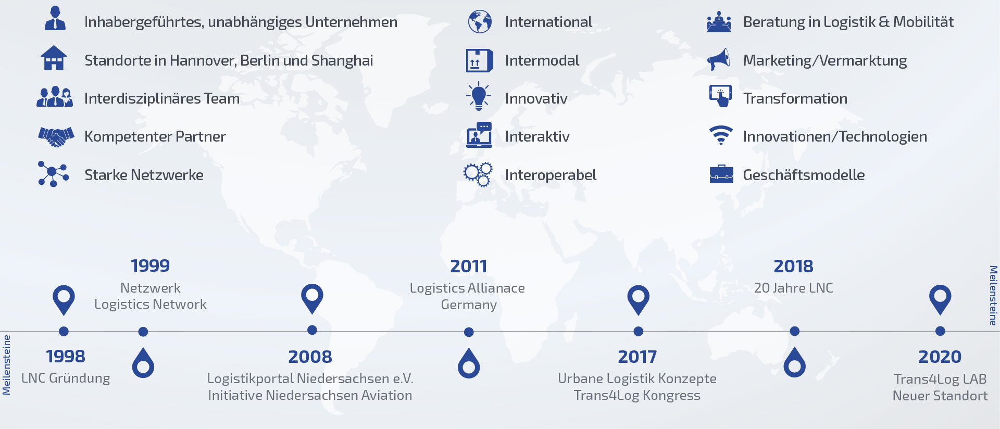 Inhabergeführtes, unabhängiges Unternehmen
Standorte in Hannover, Berlin und Shanghai
Interdisziplinäres Team
Kompetenter Partner
Starke Netzwerke
International
Intermodal
Innovativ
Interaktiv
Interoperabel
Beratung in Logistik & Mobilität
Marketing/Vermarktung
Transformation
Innovationen/Technologien
Geschäftsmodelle
Meilensteine
1998
LNC Gründung
1999
Netzwerk
Logistics Network
2008
Logistikportal Niedersachsen e.V.
Initiative Niedersachsen Aviation
2011
Logistics Allianace
Germany
2017
Urbane Logistik Konzepte
Trans4Log Kongress
2018
20 Jahre LNC
2020
Trans4Log LAB
Neuer Standort
Meilensteine